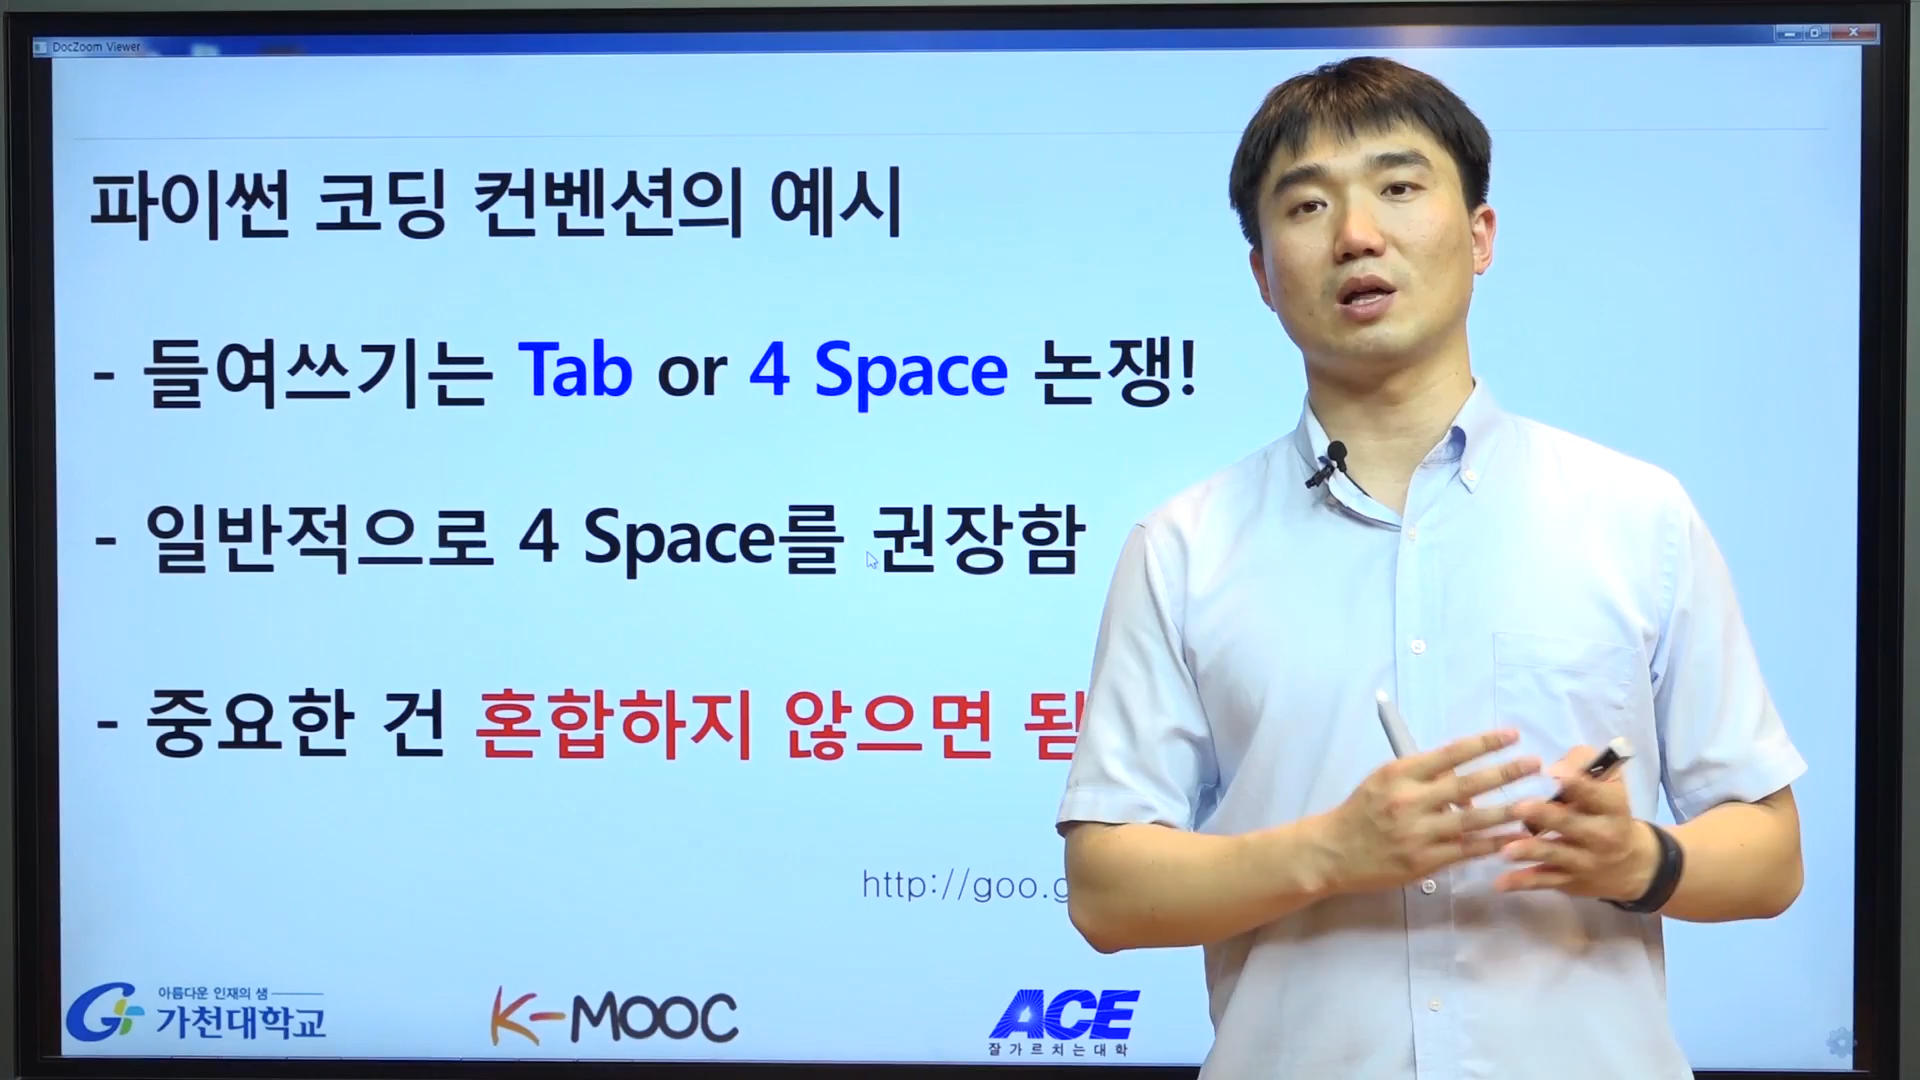 DocZoom Viewer
파이썬 코딩 컨벤션의 예시
- 들여쓰기는 Tab or 4 Space 논쟁!
- 일반적으로 4 Space를 권장함
- 중요한 건 혼합하지 않으면 됨
http://goo.g
아름다운 인재의 샘
가천대학교
K-MOOC
ACE
잘가르치는대학